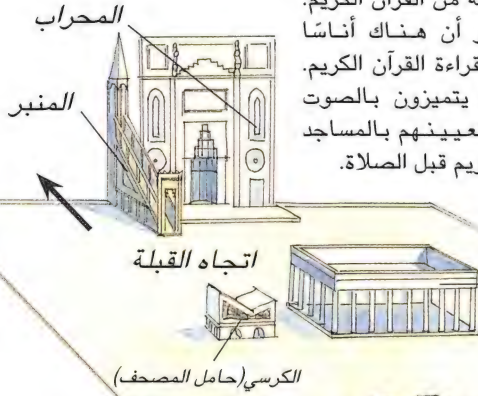 ـة من القرآن الكريم.
ر أن هناك أناسًا
قراءة القرآن الكريم.
يتميزون بالصوت
عيينهم بالمساجد
ريم قبل الصلاة.
المحراب
المنبر
اتجاه القبلة
الكرسي (حامل المصحف)